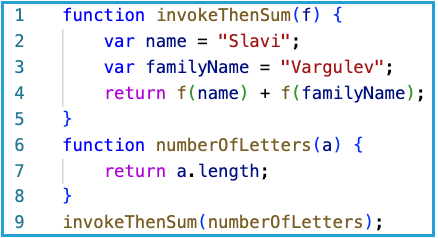 1 function invokeThenSum(f) {
2     var name = "Slavi";
3     var familyName = "Vargulev";
4     return f(name) + f(familyName);
5 }
6 function numberOfLetters(a) {
7     return a.length;
8 }
9 invokeThenSum(numberOfLetters);